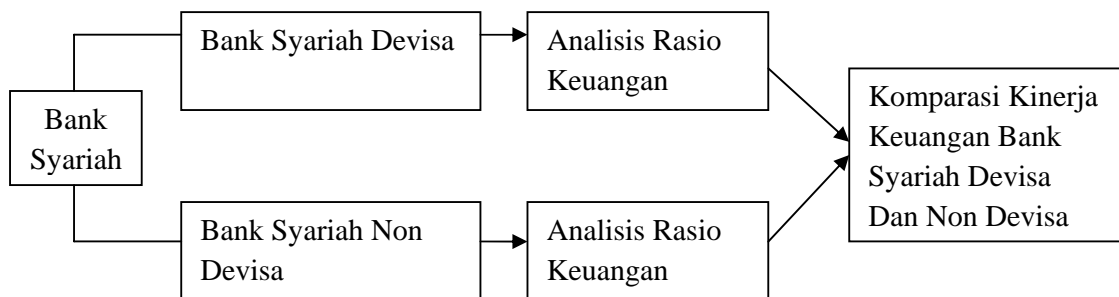 Bank
Syariah
Bank Syariah Devisa
Analisis Rasio
Keuangan
Bank Syariah Non
Devisa
Analisis Rasio
Keuangan
Komparasi Kinerja
Keuangan Bank
Syariah Devisa
Dan Non Devisa